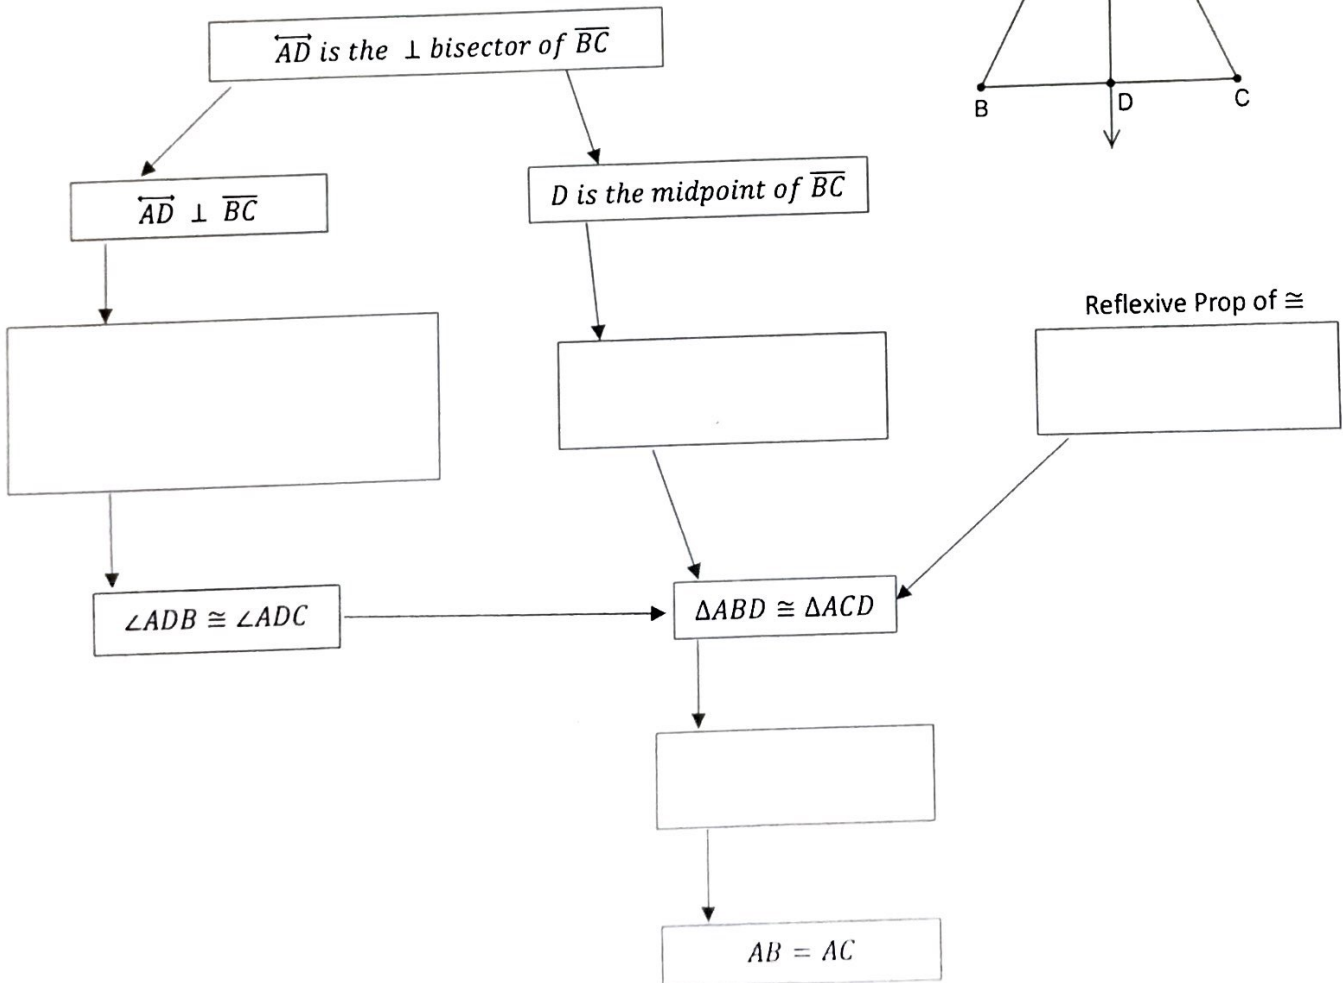 AD is the ⊥ bisector of BC
B
D
C
AD ⊥ BC
D is the midpoint of BC
Reflexive Prop of ≅
∠ADB ≅ ∠ADC
ΔABD ≅ ΔACD
AB = AC